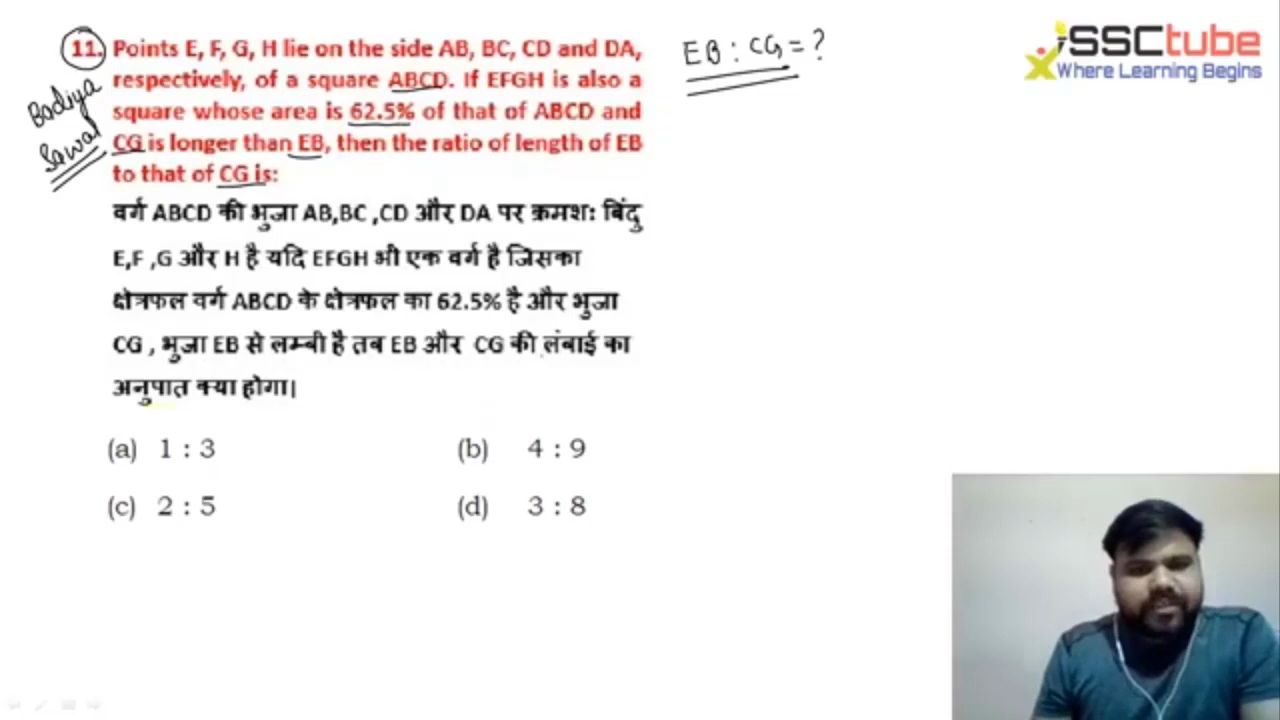 11. Points E, F, G, H lie on the side AB, BC, CD and DA,
respectively, of a square ABCD. If EFGH is also a
square whose area is 62.5% of that of ABCD and
CG is longer than EB, then the ratio of length of EB
to that of CG is:
Badiya
Sawal
वर्ग ABCD की भुजा AB,BC ,CD और DA पर क्रमशः बिंदु
E,F ,G और H है यदि EFGH भी एक वर्ग है जिसका
क्षेत्रफल वर्ग ABCD के क्षेत्रफल का 62.5% है और भुजा
CG , भुजा EB से लम्बी है तब EB और CG की लंबाई का
अनुपात क्या होगा।
(a) 1 : 3 (b) 4 : 9
(c) 2 : 5 (d) 3 : 8
EB : CG = ?
iSSCtube
Where Learning Begins